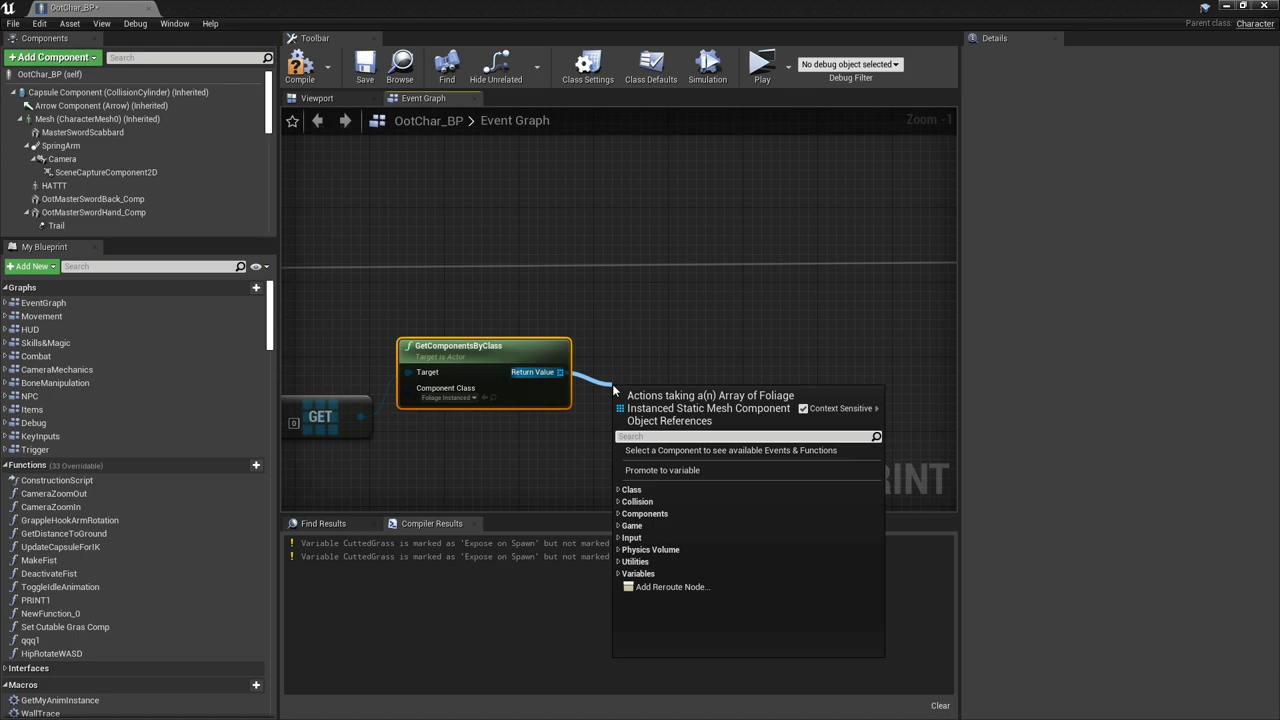 OotChar_BP*
File Edit Asset View Debug Window Help
Parent class: Character
Components
Toolbar
Details
Add Component
Search
OotChar_BP (self)
Capsule Component (CollisionCylinder) (Inherited)
Arrow Component (Arrow) (Inherited)
Mesh (CharacterMesh0) (Inherited)
MasterSwordScabbard
SpringArm
Camera
SceneCaptureComponent2D
HATTT
OotMasterSwordBack_Comp
OotMasterSwordHand_Comp
Trail
Compile
Save
Browse
Find
Hide Unrelated
Class Settings
Class Defaults
Simulation
Play
No debug object selected
Debug Filter
Viewport
Event Graph
OotChar_BP > Event Graph
Zoom -1
My Blueprint
Add New
Search
Graphs
EventGraph
Movement
HUD
Skills&Magic
Combat
CameraMechanics
BoneManipulation
NPC
Items
Debug
KeyInputs
Trigger
Functions (33 Overridable)
ConstructionScript
CameraZoomOut
CameraZoomIn
GrappleHookArmRotation
GetDistanceToGround
UpdateCapsuleForIK
MakeFist
DeactivateFist
ToggleIdleAnimation
PRINT1
NewFunction_0
Set Cutable Gras Comp
qqq1
HipRotateWASD
Interfaces
Macros
GetMyAnimInstance
WallTrace
GetComponentsByClass
Target is Actor
Target
Return Value
Component Class
Foliage Instanced
0
GET
Actions taking a(n) Array of Foliage
Instanced Static Mesh Component
Object References
Context Sensitive
Search
Select a Component to see available Events & Functions
Promote to variable
Class
Collision
Components
Game
Input
Physics Volume
Utilities
Variables
Add Reroute Node...
RINT
Find Results
Compiler Results
Variable CuttedGrass is marked as 'Expose on Spawn' but not marked
Variable CuttedGrass is marked as 'Expose on Spawn' but not marked
Clear